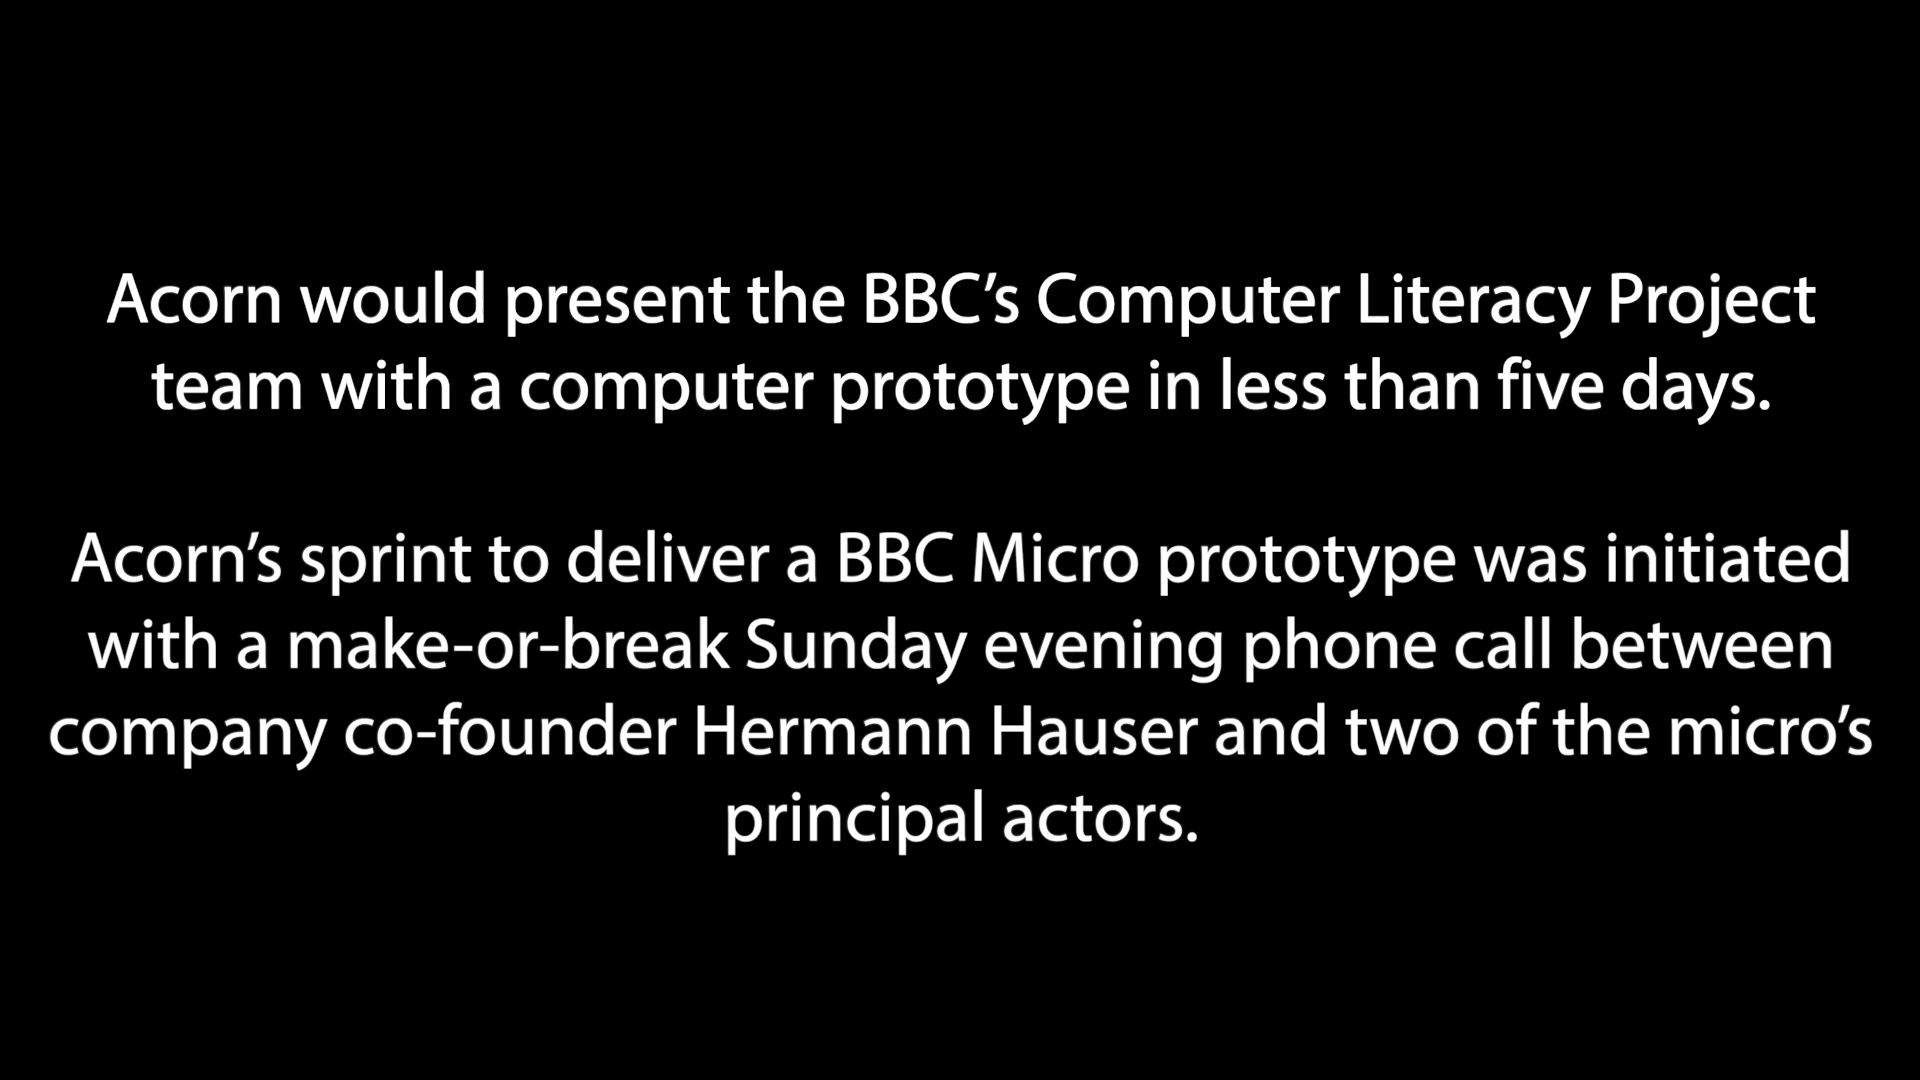 Acorn would present the BBC’s Computer Literacy Project
team with a computer prototype in less than five days.
Acorn’s sprint to deliver a BBC Micro prototype was initiated
with a make-or-break Sunday evening phone call between
company co-founder Hermann Hauser and two of the micro’s
principal actors.